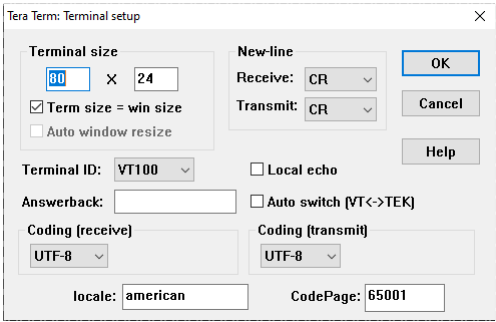 Tera Term: Terminal setup
Terminal size
80 X 24
Term size = win size
Auto window resize
New-line
Receive: CR
Transmit: CR
OK
Cancel
Help
Terminal ID: VT100
Local echo
Answerback:
Auto switch (VT<->TEK)
Coding (receive)
UTF-8
Coding (transmit)
UTF-8
locale: american
CodePage: 65001